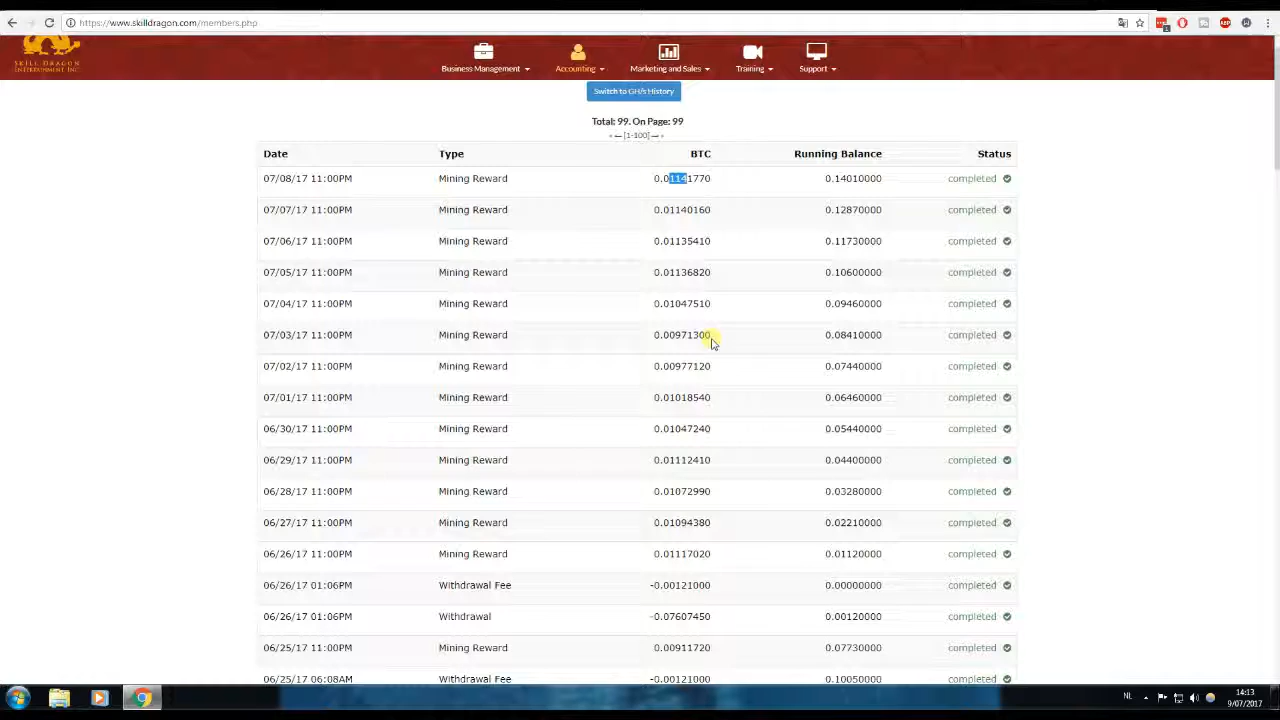 https://www.skilldragon.com/members.php
SKILL DRAGON
ENTERTAINMENT INC.
Business Management
Accounting
Marketing and Sales
Training
Support
Switch to GH/s History
Total: 99. On Page: 99
[1-100]
Date Type BTC Running Balance Status
07/08/17 11:00PM Mining Reward 0.01141770 0.14010000 completed
07/07/17 11:00PM Mining Reward 0.01140160 0.12870000 completed
07/06/17 11:00PM Mining Reward 0.01135410 0.11730000 completed
07/05/17 11:00PM Mining Reward 0.01136820 0.10600000 completed
07/04/17 11:00PM Mining Reward 0.01047510 0.09460000 completed
07/03/17 11:00PM Mining Reward 0.00971300 0.08410000 completed
07/02/17 11:00PM Mining Reward 0.00977120 0.07440000 completed
07/01/17 11:00PM Mining Reward 0.01018540 0.06460000 completed
06/30/17 11:00PM Mining Reward 0.01047240 0.05440000 completed
06/29/17 11:00PM Mining Reward 0.01112410 0.04400000 completed
06/28/17 11:00PM Mining Reward 0.01072990 0.03280000 completed
06/27/17 11:00PM Mining Reward 0.01094380 0.02210000 completed
06/26/17 11:00PM Mining Reward 0.01117020 0.01120000 completed
06/26/17 01:06PM Withdrawal Fee -0.00121000 0.00000000 completed
06/26/17 01:06PM Withdrawal -0.07607450 0.00120000 completed
06/25/17 11:00PM Mining Reward 0.00911720 0.07730000 completed
06/25/17 06:08AM Withdrawal Fee -0.00121000 0.10050000 completed
NL
14:13
9/07/2017